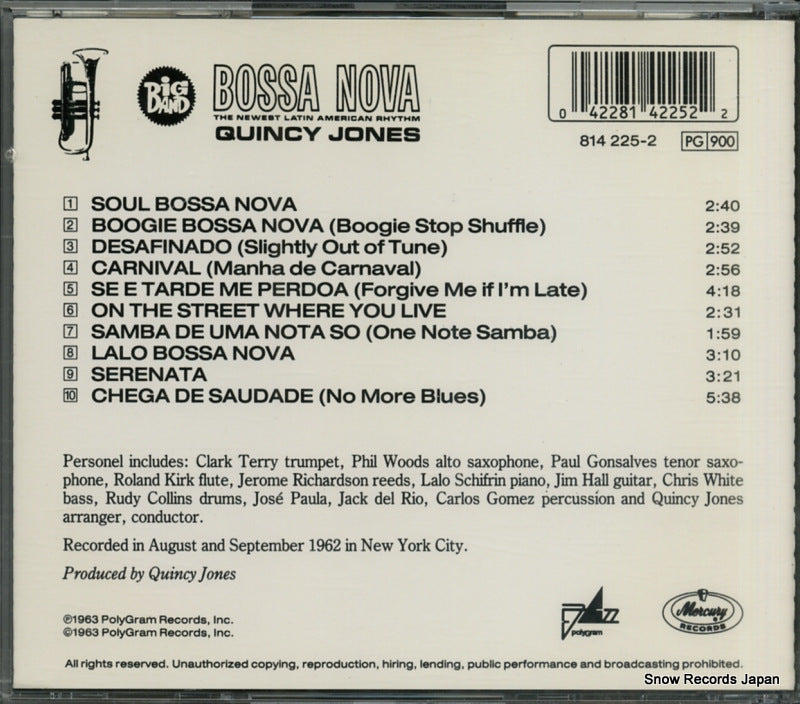 BIG BAND
BOSSA NOVA
THE NEWEST LATIN AMERICAN RHYTHM
QUINCY JONES
0 42281 42252 2
814 225-2 PG 900
1 SOUL BOSSA NOVA 2:40
2 BOOGIE BOSSA NOVA (Boogie Stop Shuffle) 2:39
3 DESAFINADO (Slightly Out of Tune) 2:52
4 CARNIVAL (Manha de Carnaval) 2:56
5 SE E TARDE ME PERDOA (Forgive Me if I'm Late) 4:18
6 ON THE STREET WHERE YOU LIVE 2:31
7 SAMBA DE UMA NOTA SO (One Note Samba) 1:59
8 LALO BOSSA NOVA 3:10
9 SERENATA 3:21
10 CHEGA DE SAUDADE (No More Blues) 5:38
Personel includes: Clark Terry trumpet, Phil Woods alto saxophone, Paul Gonsalves tenor saxo-
phone, Roland Kirk flute, Jerome Richardson reeds, Lalo Schifrin piano, Jim Hall guitar, Chris White
bass, Rudy Collins drums, José Paula, Jack del Rio, Carlos Gomez percussion and Quincy Jones
arranger, conductor.
Recorded in August and September 1962 in New York City.
Produced by Quincy Jones
℗1963 PolyGram Records, Inc.
©1963 PolyGram Records, Inc.
Jazz
polygram
Mercury
RECORDS
All rights reserved. Unauthorized copying, reproduction, hiring, lending, public performance and broadcasting prohibited.
Snow Records Japan